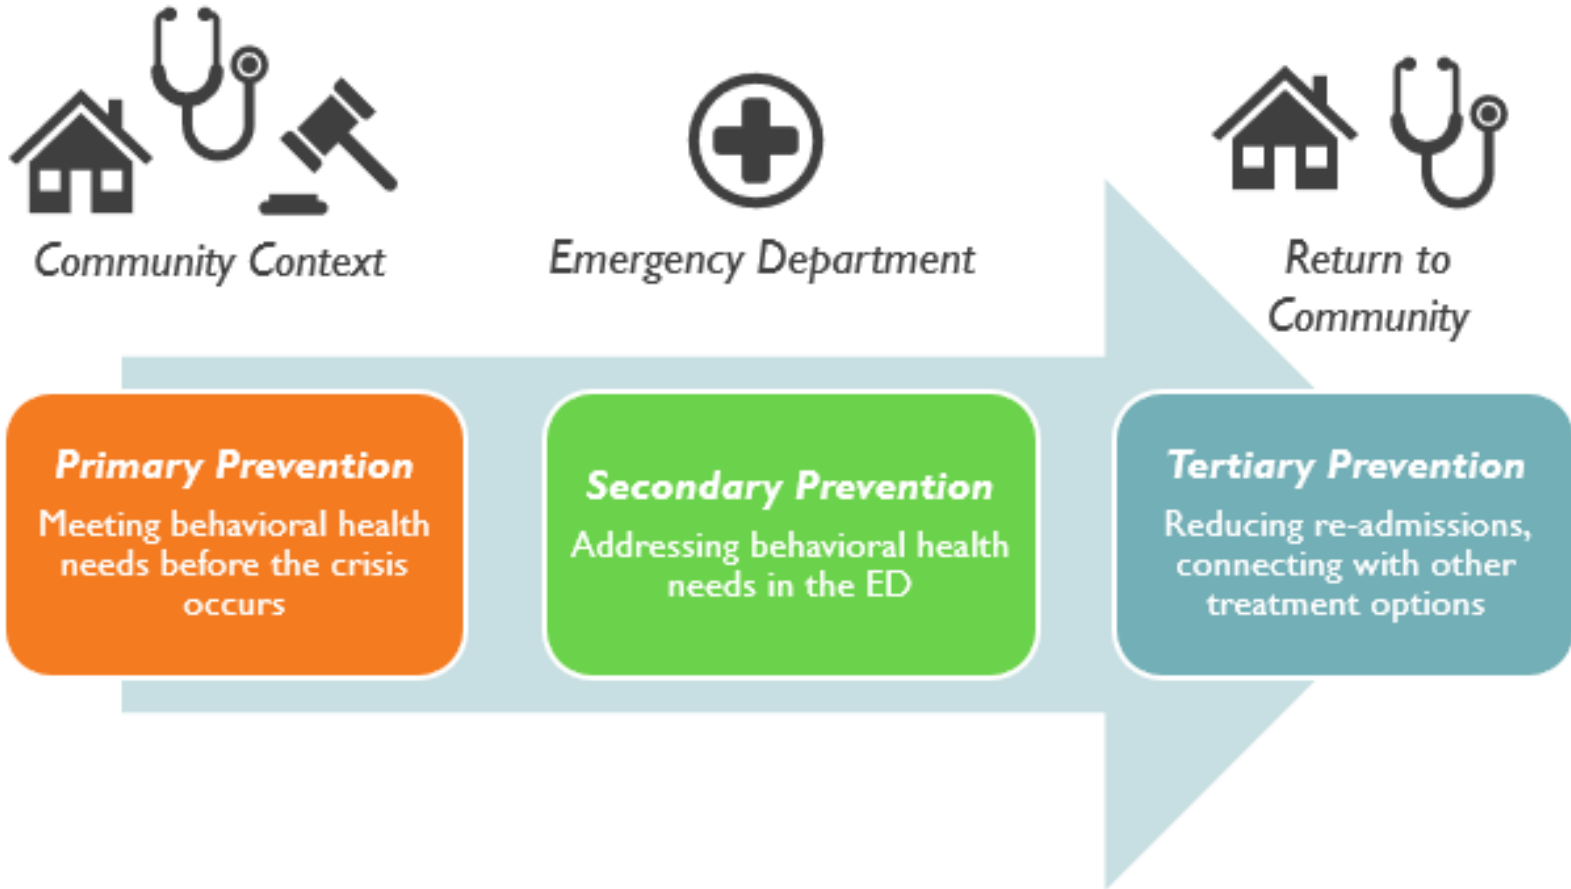 Community Context
Emergency Department
Return to
Community
Primary Prevention
Meeting behavioral health
needs before the crisis
occurs
Secondary Prevention
Addressing behavioral health
needs in the ED
Tertiary Prevention
Reducing re-admissions,
connecting with other
treatment options